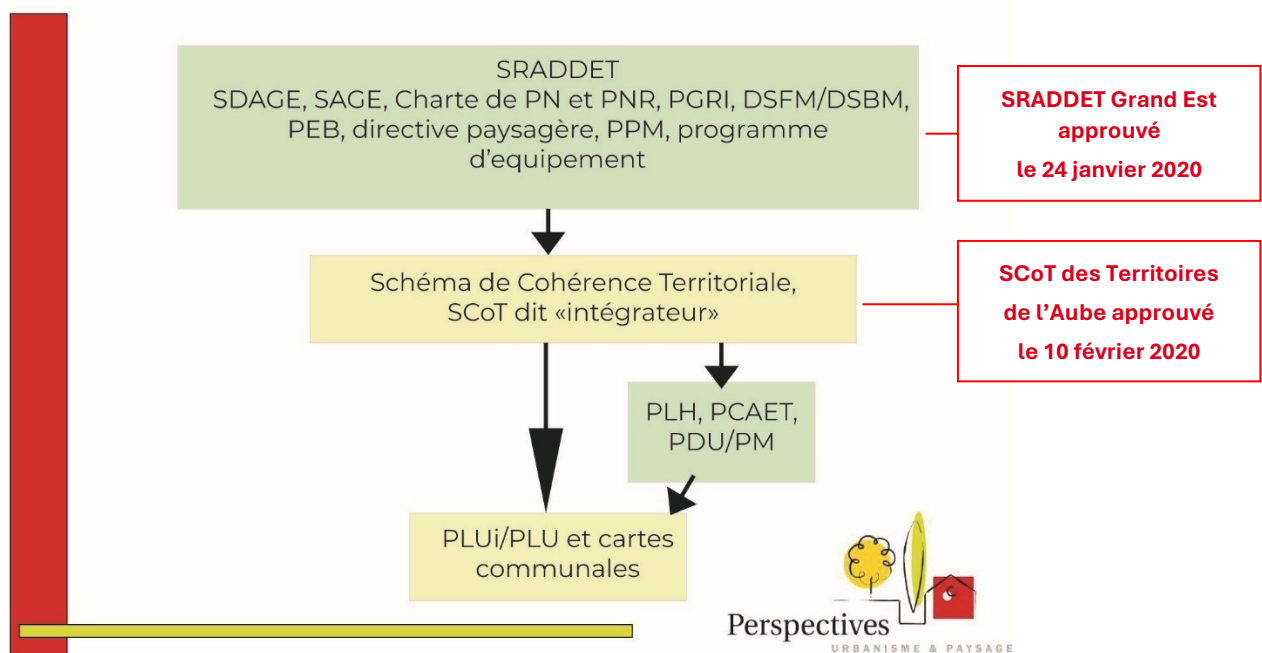 SRADDET
SDAGE, SAGE, Charte de PN et PNR, PGRI, DSFM/DSBM,
PEB, directive paysagère, PPM, programme
d'equipement
SRADDET Grand Est
approuvé
le 24 janvier 2020
Schéma de Cohérence Territoriale,
SCoT dit «intégrateur»
SCoT des Territoires
de l'Aube approuvé
le 10 février 2020
PLH, PCAET,
PDU/PM
PLUi/PLU et cartes
communales
Perspectives
URBANISME & PAYSAGE